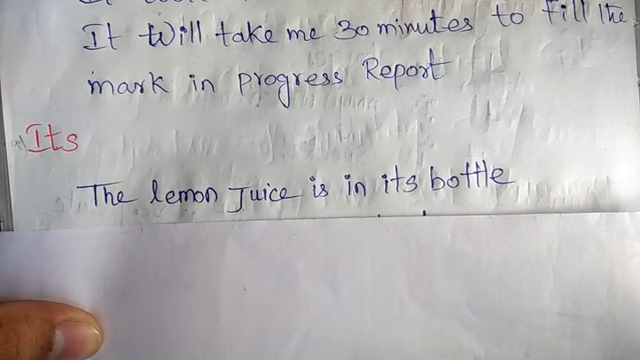 It will take me 30 minutes to fill the
mark in progress Report
Its
The lemon Juice is in its bottle